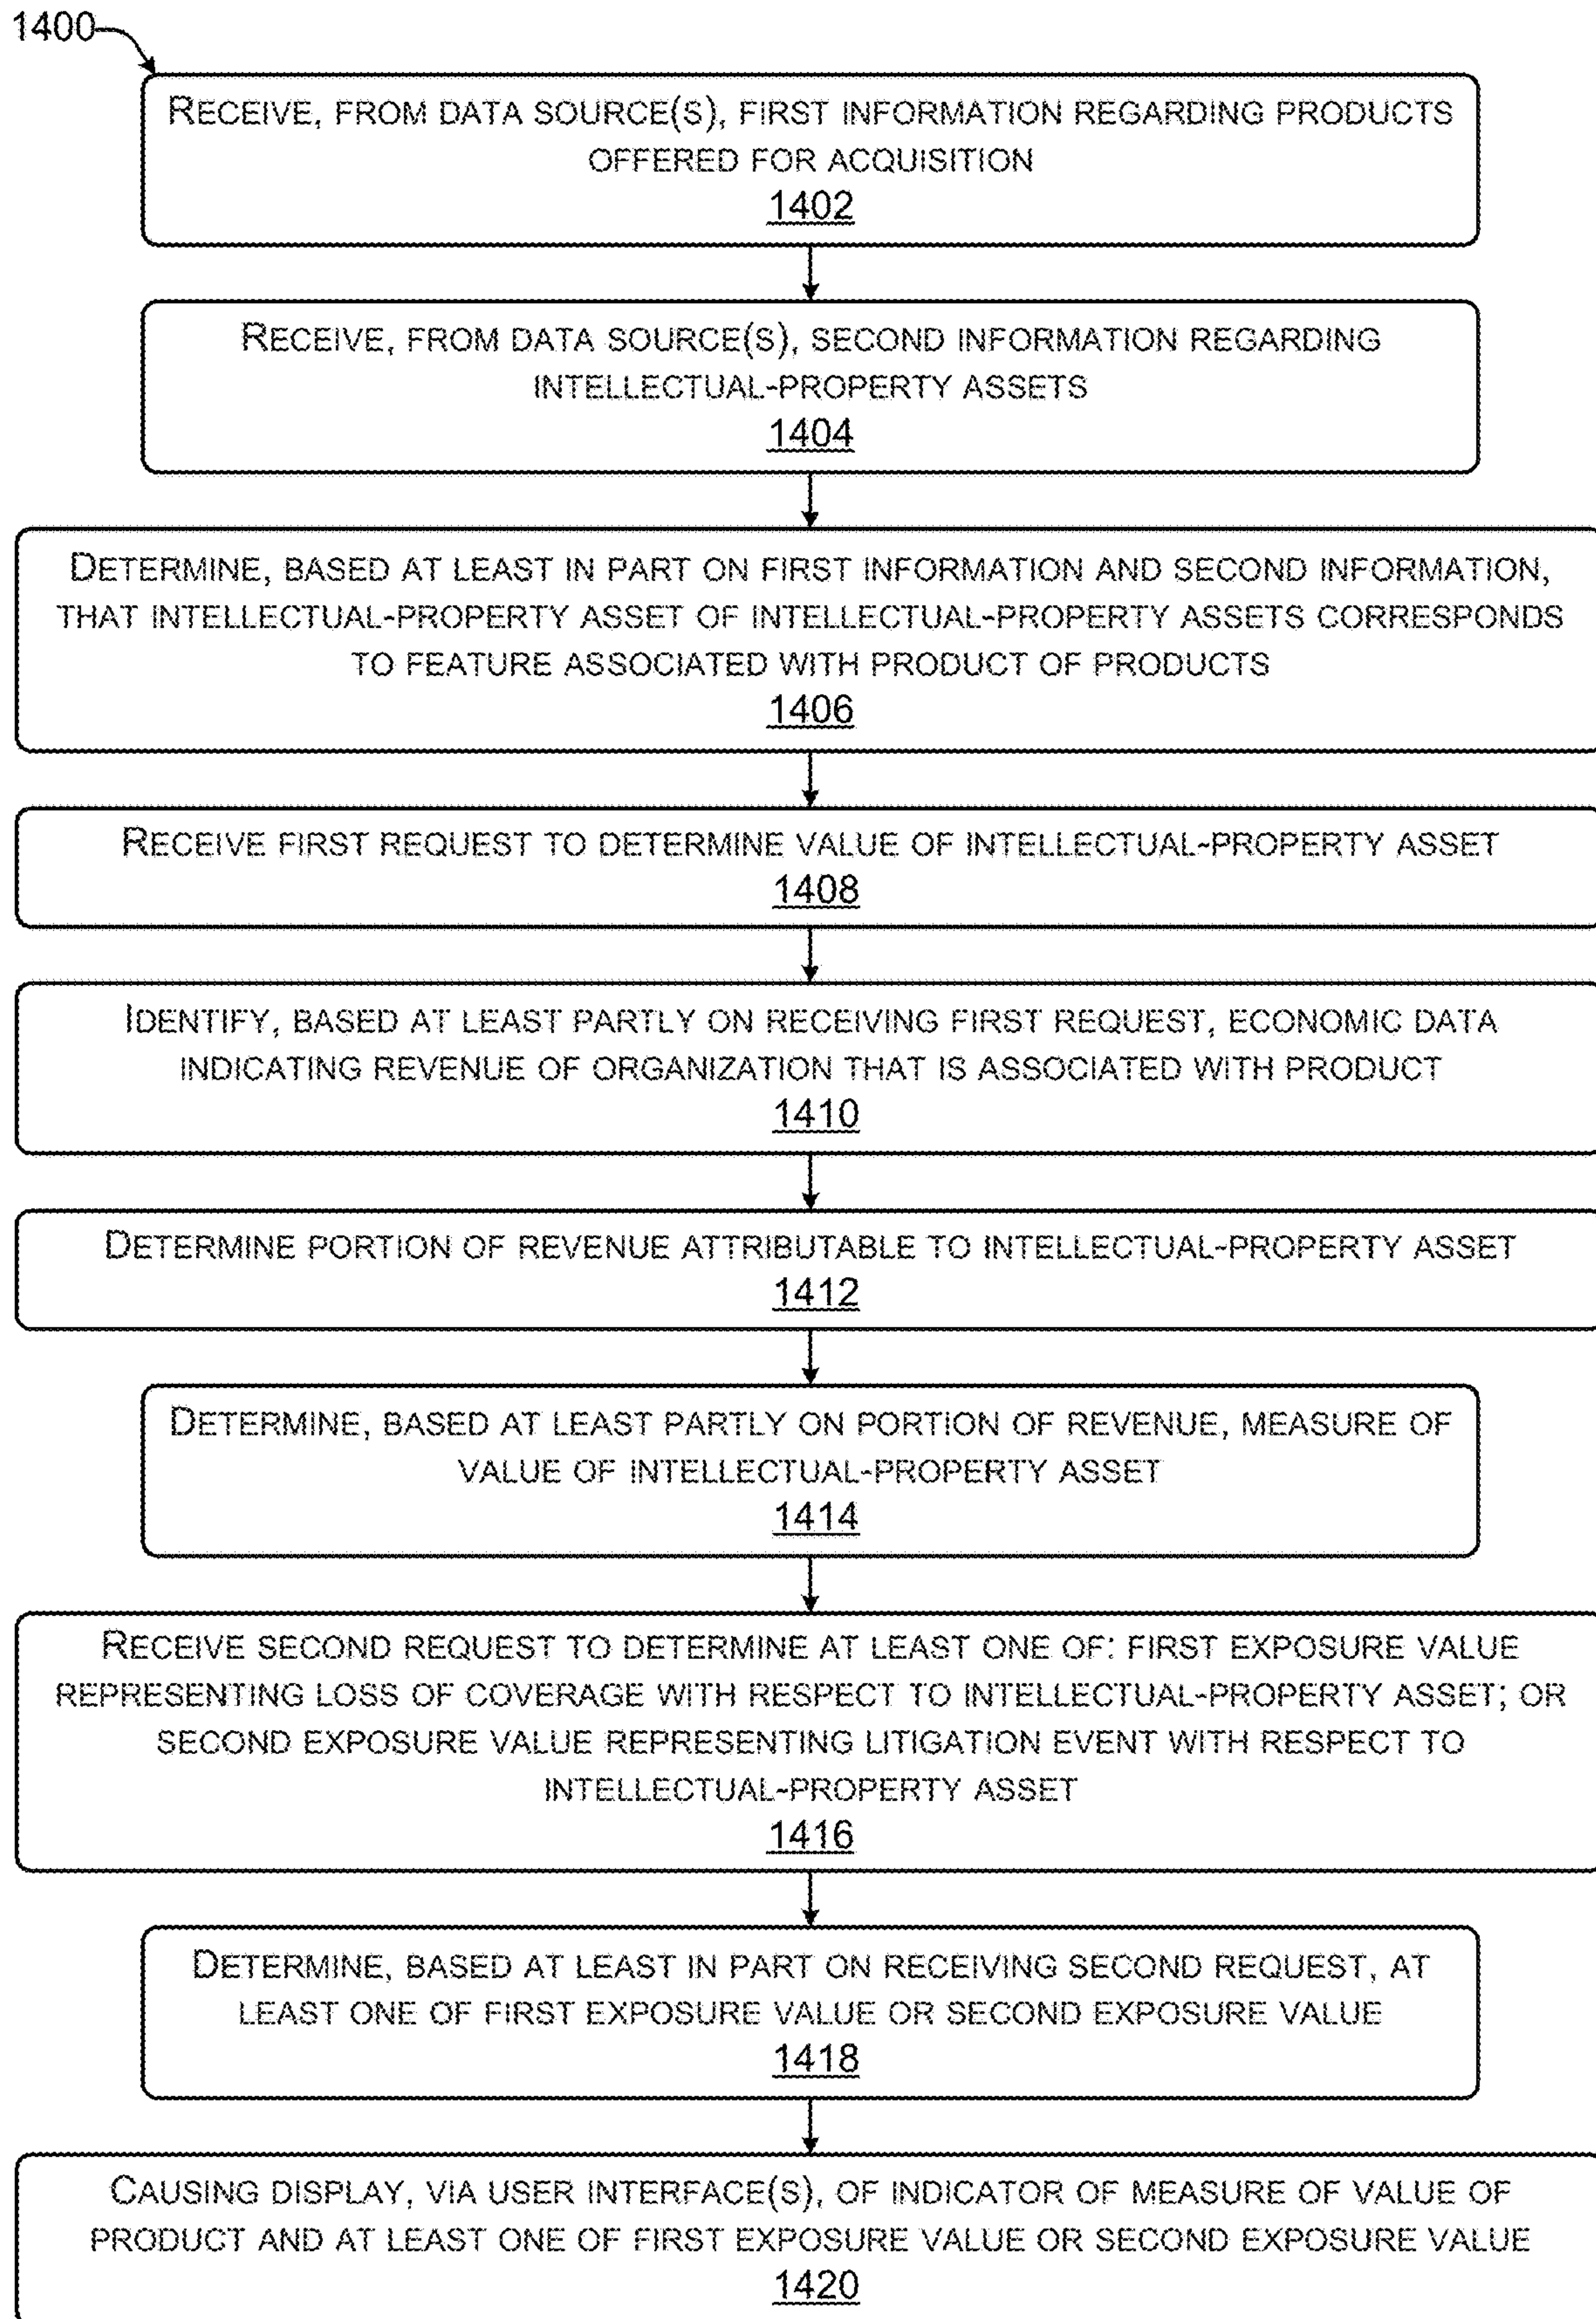 1400
RECEIVE, FROM DATA SOURCE(S), FIRST INFORMATION REGARDING PRODUCTS
OFFERED FOR ACQUISITION
1402
RECEIVE, FROM DATA SOURCE(S), SECOND INFORMATION REGARDING
INTELLECTUAL-PROPERTY ASSETS
1404
DETERMINE, BASED AT LEAST IN PART ON FIRST INFORMATION AND SECOND INFORMATION,
THAT INTELLECTUAL-PROPERTY ASSET OF INTELLECTUAL-PROPERTY ASSETS CORRESPONDS
TO FEATURE ASSOCIATED WITH PRODUCT OF PRODUCTS
1406
RECEIVE FIRST REQUEST TO DETERMINE VALUE OF INTELLECTUAL-PROPERTY ASSET
1408
IDENTIFY, BASED AT LEAST PARTLY ON RECEIVING FIRST REQUEST, ECONOMIC DATA
INDICATING REVENUE OF ORGANIZATION THAT IS ASSOCIATED WITH PRODUCT
1410
DETERMINE PORTION OF REVENUE ATTRIBUTABLE TO INTELLECTUAL-PROPERTY ASSET
1412
DETERMINE, BASED AT LEAST PARTLY ON PORTION OF REVENUE, MEASURE OF
VALUE OF INTELLECTUAL-PROPERTY ASSET
1414
RECEIVE SECOND REQUEST TO DETERMINE AT LEAST ONE OF: FIRST EXPOSURE VALUE
REPRESENTING LOSS OF COVERAGE WITH RESPECT TO INTELLECTUAL-PROPERTY ASSET; OR
SECOND EXPOSURE VALUE REPRESENTING LITIGATION EVENT WITH RESPECT TO
INTELLECTUAL-PROPERTY ASSET
1416
DETERMINE, BASED AT LEAST IN PART ON RECEIVING SECOND REQUEST, AT
LEAST ONE OF FIRST EXPOSURE VALUE OR SECOND EXPOSURE VALUE
1418
CAUSING DISPLAY, VIA USER INTERFACE(S), OF INDICATOR OF MEASURE OF VALUE OF
PRODUCT AND AT LEAST ONE OF FIRST EXPOSURE VALUE OR SECOND EXPOSURE VALUE
1420